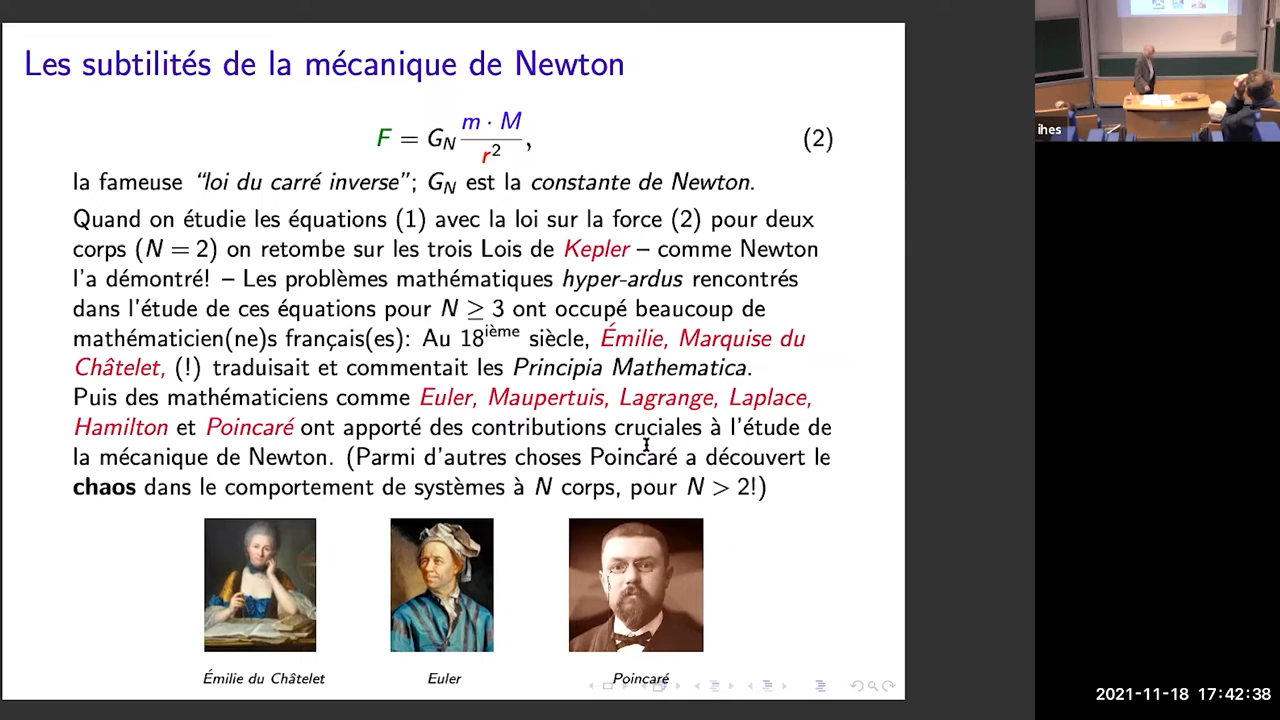 Les subtilités de la mécanique de Newton
F = G_N m · M / r², (2)
la fameuse “loi du carré inverse”; G_N est la constante de Newton.
Quand on étudie les équations (1) avec la loi sur la force (2) pour deux
corps (N = 2) on retombe sur les trois Lois de Kepler – comme Newton
l’a démontré! – Les problèmes mathématiques hyper-ardus rencontrés
dans l’étude de ces équations pour N ≥ 3 ont occupé beaucoup de
mathématicien(ne)s français(es): Au 18ième siècle, Émilie, Marquise du
Châtelet, (!) traduisait et commentait les Principia Mathematica.
Puis des mathématiciens comme Euler, Maupertuis, Lagrange, Laplace,
Hamilton et Poincaré ont apporté des contributions cruciales à l’étude de
la mécanique de Newton. (Parmi d’autres choses Poincaré a découvert le
chaos dans le comportement de systèmes à N corps, pour N > 2!)
Émilie du Châtelet Euler Poincaré
ihes
2021-11-18 17:42:38